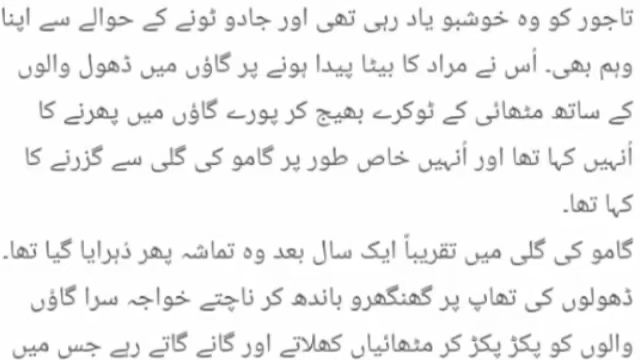 تاجور کو وہ خوشبو یاد رہی تھی اور جادو ٹونے کے حوالے سے اپنا
وہم بھی۔ اُس نے مراد کا بیٹا پیدا ہونے پر گاؤں میں ڈھول والوں
کے ساتھ مٹھائی کے ٹوکرے بھیج کر پورے گاؤں میں پھرنے کا
اُنہیں کہا تھا اور اُنہیں خاص طور پر گامو کی گلی سے گزرنے کا
کہا تھا۔
گامو کی گلی میں تقریباً ایک سال بعد وہ تماشہ پھر دُہرایا گیا تھا۔
ڈھولوں کی تھاپ پر گھنگھرو باندھ کر ناچتے خواجہ سرا گاؤں
والوں کو پکڑ پکڑ کر مٹھائیاں کھلاتے اور گانے گاتے رہے جس میں